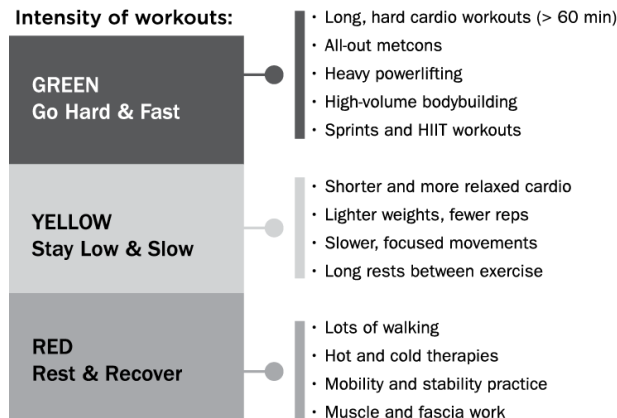 Intensity of workouts:
GREEN
Go Hard & Fast
· Long, hard cardio workouts (> 60 min)
· All-out metcons
· Heavy powerlifting
· High-volume bodybuilding
· Sprints and HIIT workouts
YELLOW
Stay Low & Slow
· Shorter and more relaxed cardio
· Lighter weights, fewer reps
· Slower, focused movements
· Long rests between exercise
RED
Rest & Recover
· Lots of walking
· Hot and cold therapies
· Mobility and stability practice
· Muscle and fascia work